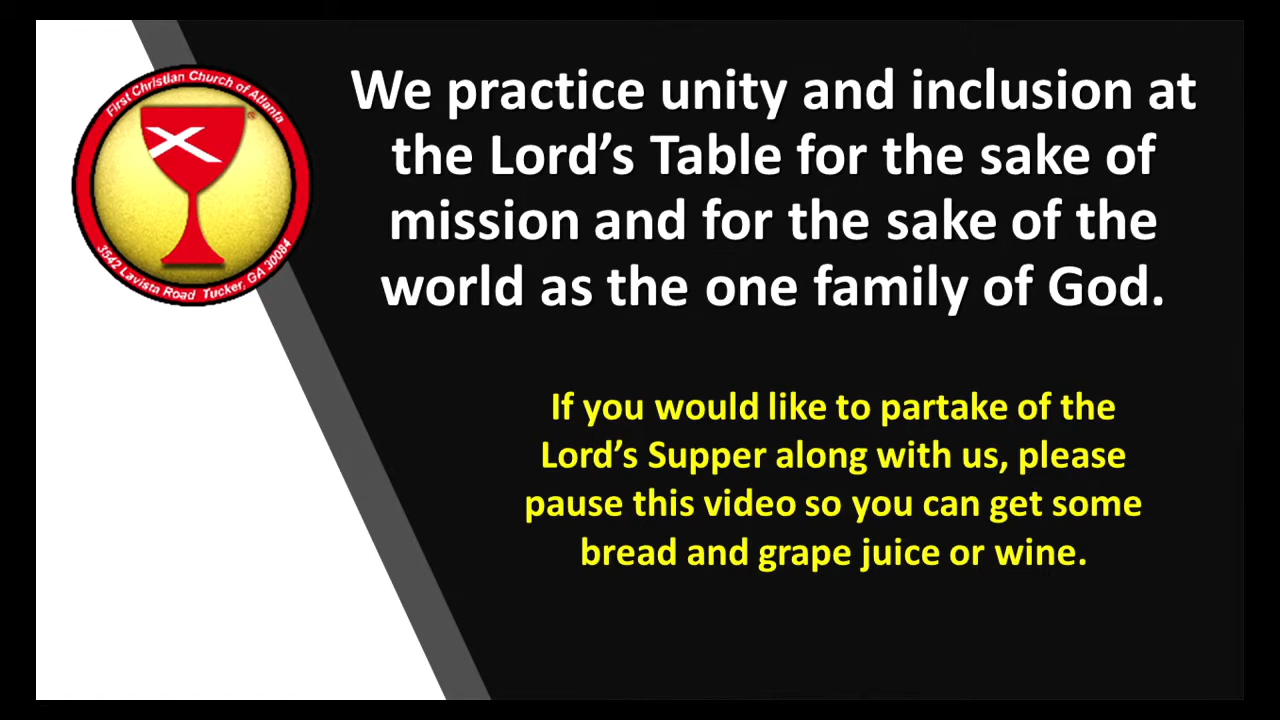 First Christian Church of Atlanta
3542 Lavista Road Tucker, GA 30084
We practice unity and inclusion at
the Lord’s Table for the sake of
mission and for the sake of the
world as the one family of God.
If you would like to partake of the
Lord’s Supper along with us, please
pause this video so you can get some
bread and grape juice or wine.